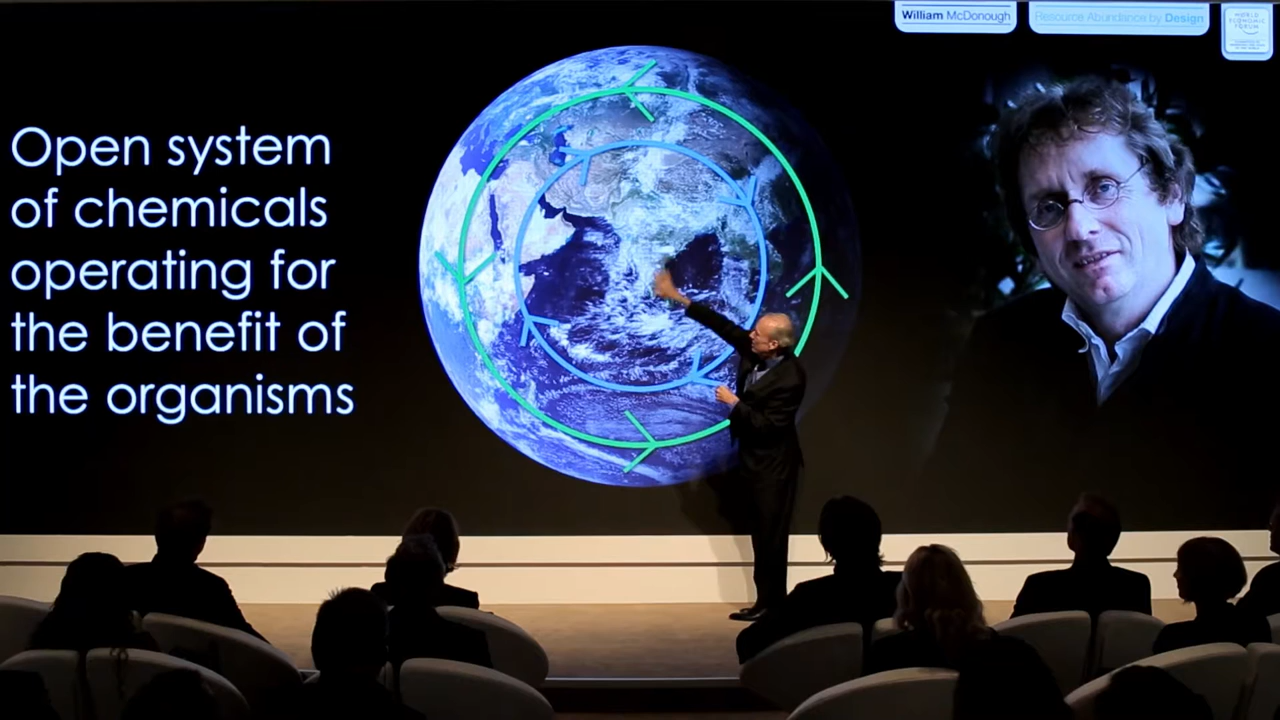 William McDonough
Resource Abundance by Design
WORLD
ECONOMIC
FORUM
Open system
of chemicals
operating for
the benefit of
the organisms